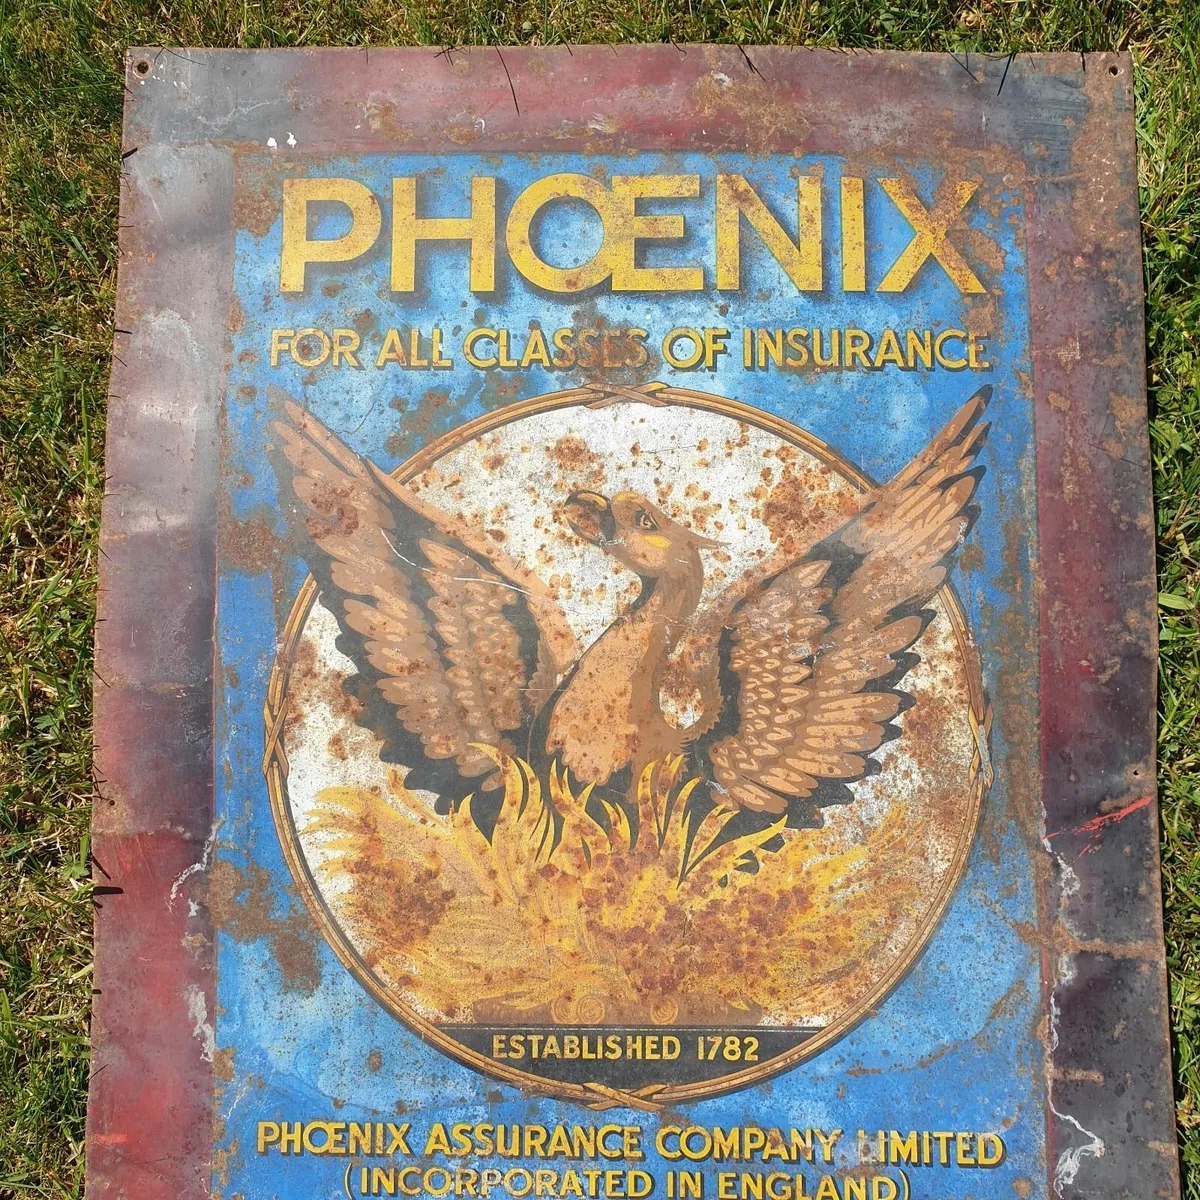 PHŒNIX
FOR ALL CLASSES OF INSURANCE
ESTABLISHED 1782
PHŒNIX ASSURANCE COMPANY LIMITED
(INCORPORATED IN ENGLAND)